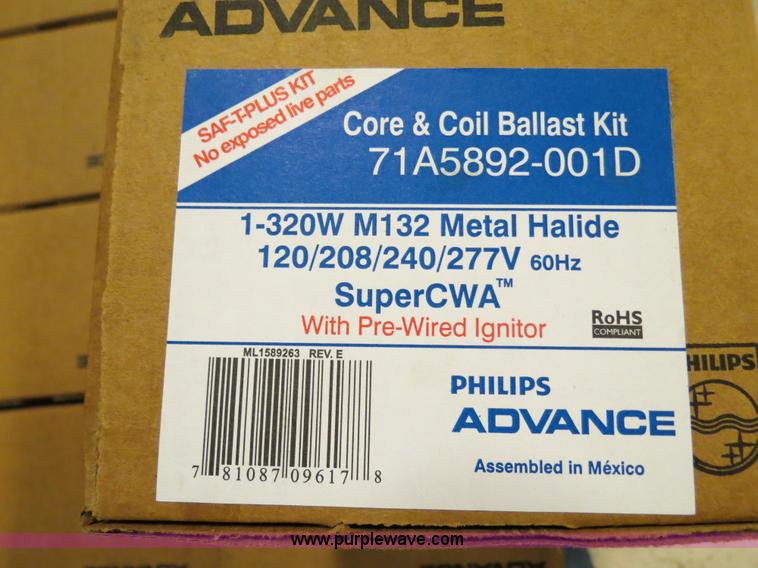 ADVANCE
SAF-T-PLUS KIT
No exposed live parts
Core & Coil Ballast Kit
71A5892-001D
1-320W M132 Metal Halide
120/208/240/277V 60Hz
SuperCWA™
With Pre-Wired Ignitor
RoHS
COMPLIANT
ML1589263 REV. E
7 81087 09617 8
PHILIPS
ADVANCE
Assembled in México
PHILIPS
www.purplewave.com